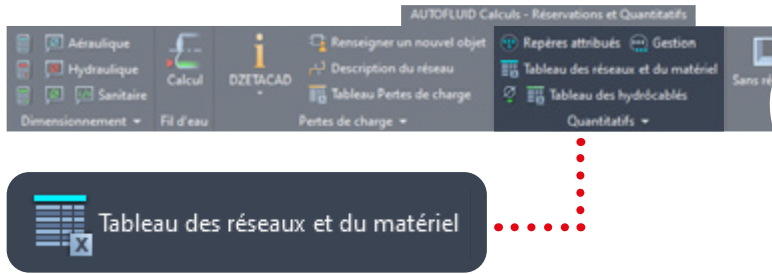 AUTOFLUID Calculs - Réservations et Quantitatifs
Aéraulique
Hydraulique
Sanitaire
Dimensionnement
Calcul
Fil d'eau
DZETACAD
Renseigner un nouvel objet
Description du réseau
Tableau Pertes de charge
Pertes de charge
Repères attribués Gestion
Tableau des réseaux et du matériel
Tableau des hydrócablés
Quantitatifs
Sans
Tableau des réseaux et du matériel